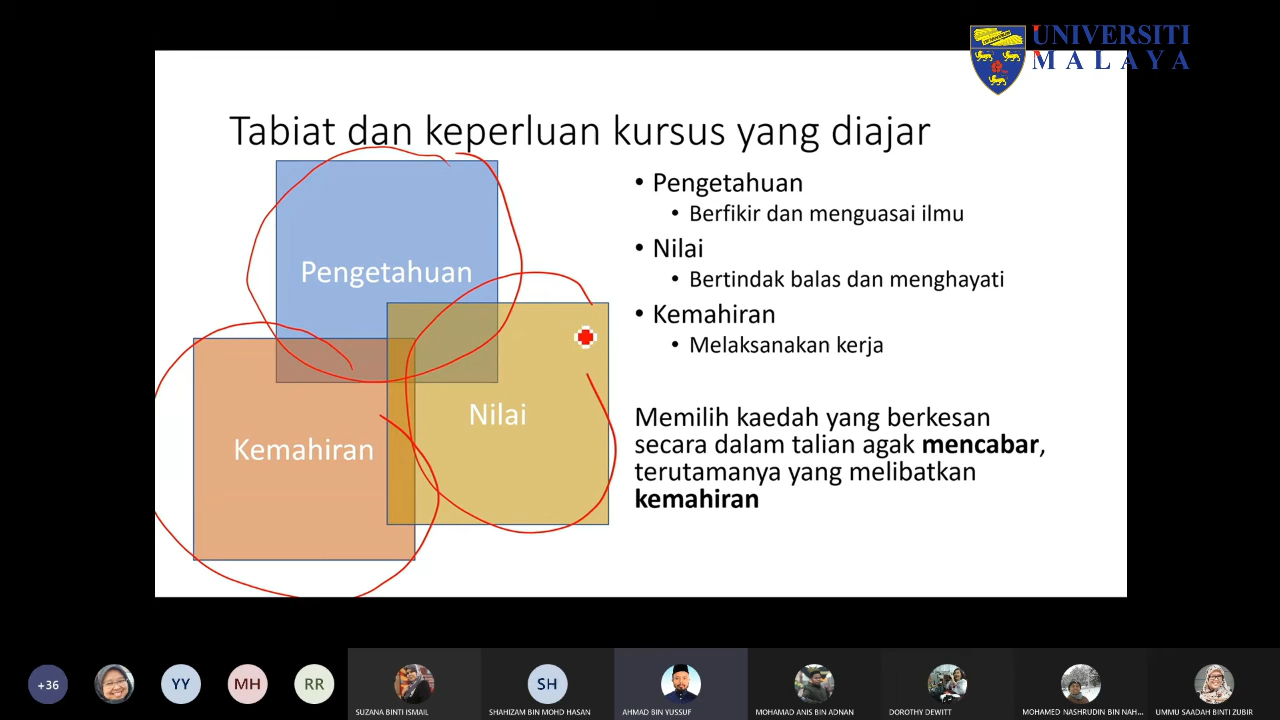 UNIVERSITI
MALAYA
Tabiat dan keperluan kursus yang diajar
Pengetahuan
Nilai
Kemahiran
• Pengetahuan
• Berfikir dan menguasai ilmu
• Nilai
• Bertindak balas dan menghayati
• Kemahiran
• Melaksanakan kerja
Memilih kaedah yang berkesan
secara dalam talian agak mencabar,
terutamanya yang melibatkan
kemahiran
+36
YY
MH
RR
SH
SUZANA BINTI ISMAIL
SHAHIZAM BIN MOHD HASAN
AHMAD BIN YUSSUF
MOHAMAD ANIS BIN ADNAN
DOROTHY DEWITT
MOHAMED NASHRUDIN BIN NAH...
UMMU SAADAH BINTI ZUBIR